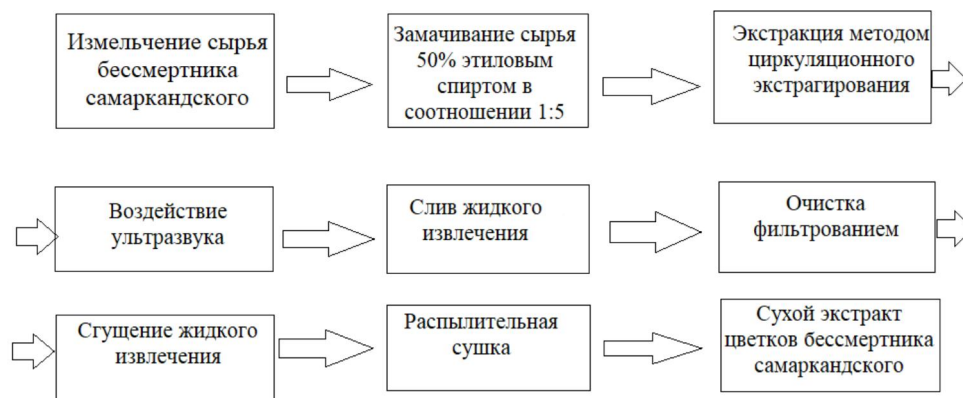 Измельчение сырья
бессмертника
самаркандского
Замачивание сырья
50% этиловым
спиртом в
соотношении 1:5
Экстракция методом
циркуляционного
экстрагирования
Воздействие
ультразвука
Слив жидкого
извлечения
Очистка
фильтрованием
Сгущение жидкого
извлечения
Распылительная
сушка
Сухой экстракт
цветков бессмертника
самаркандского